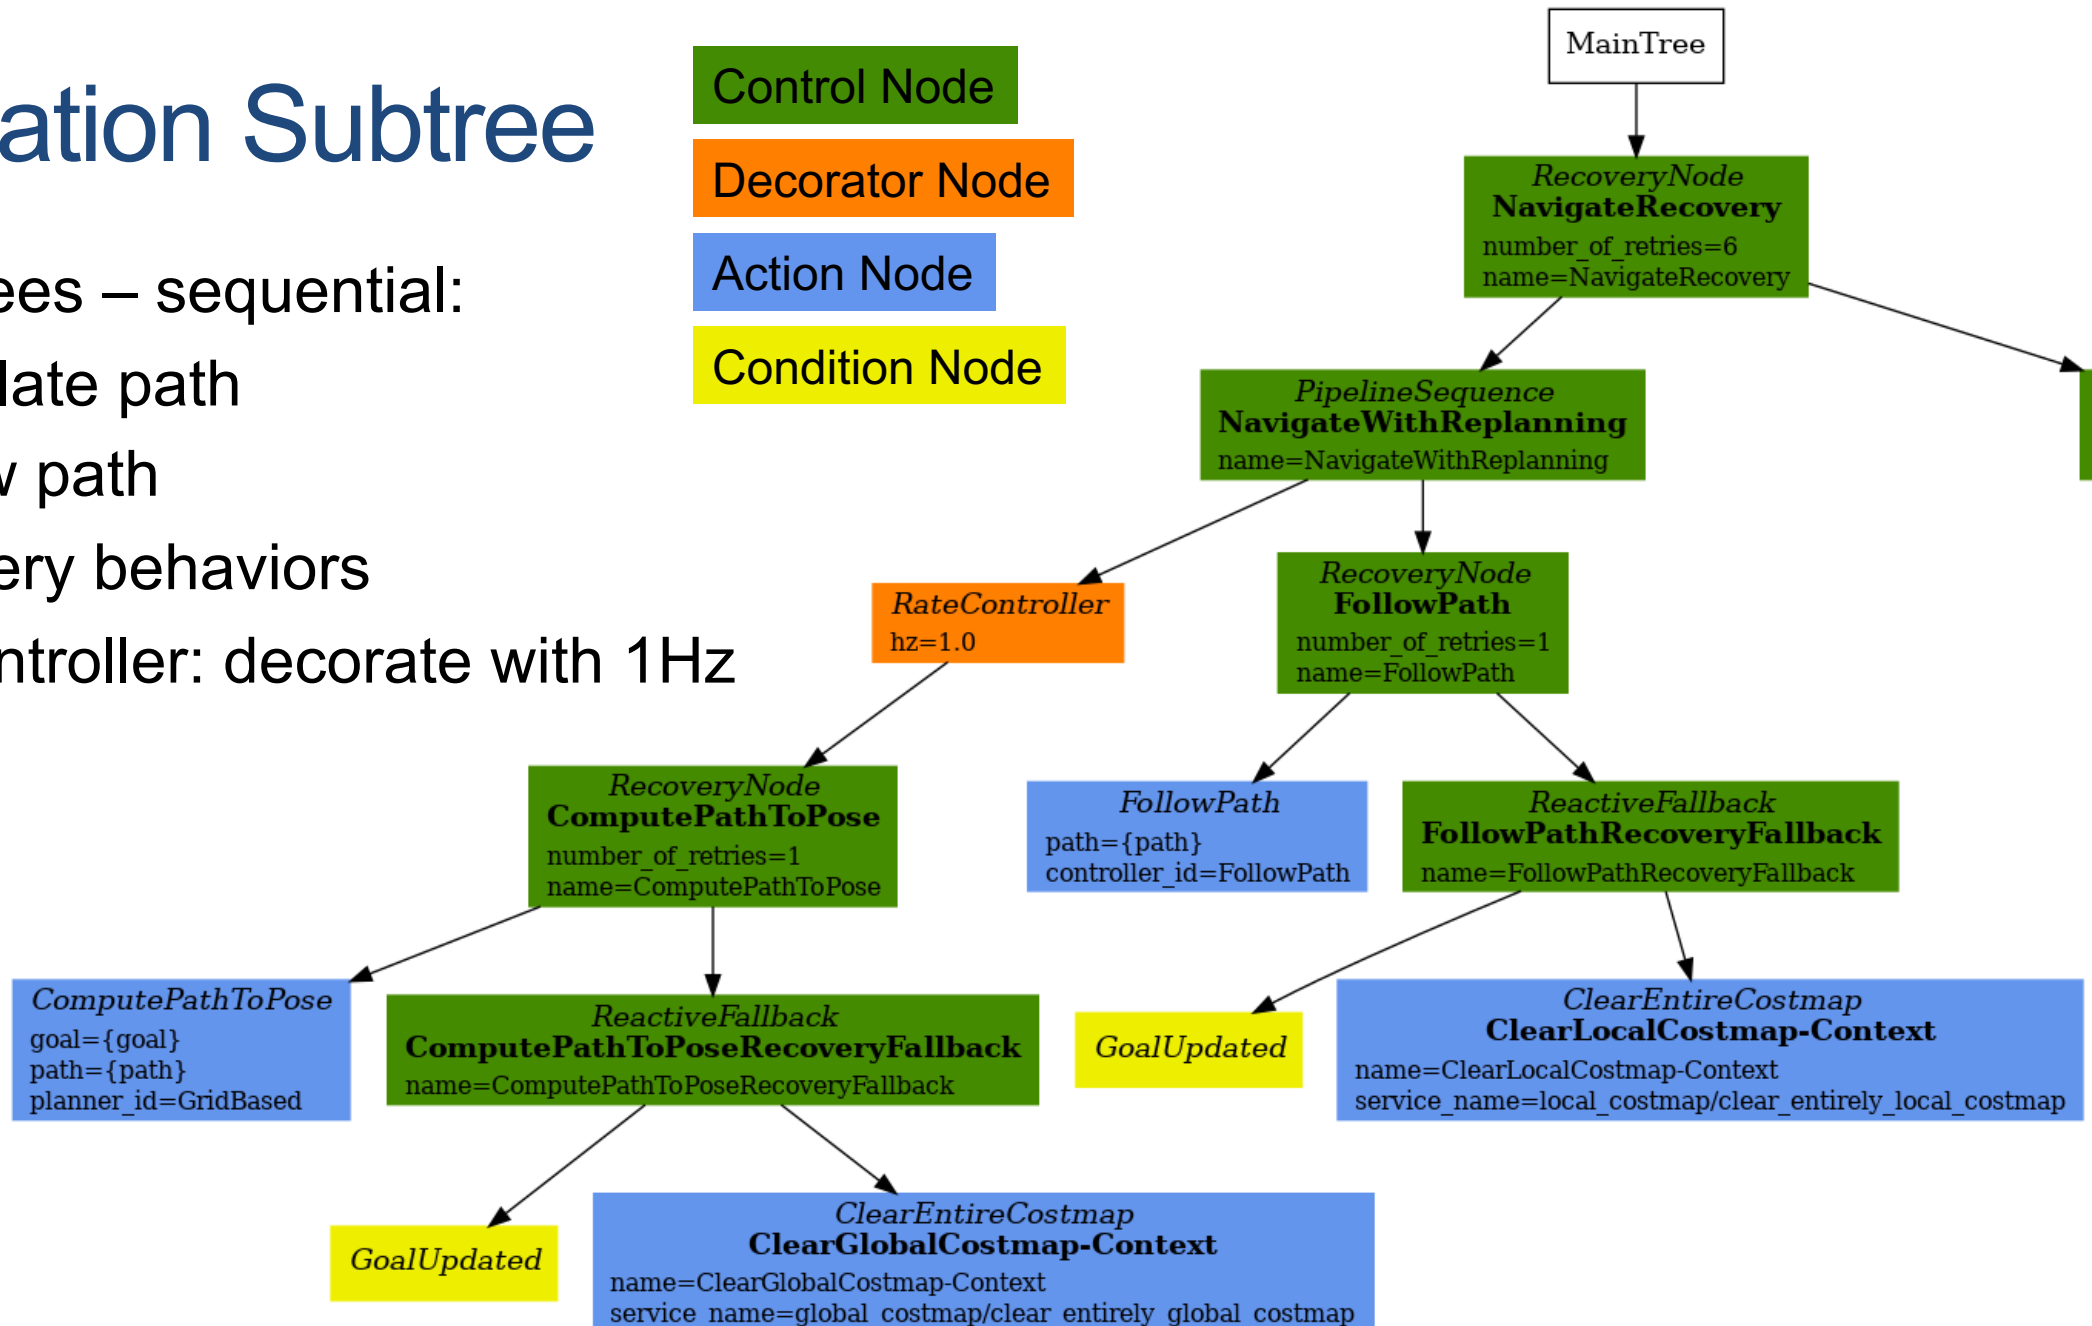 ation Subtree
ees – sequential:
late path
w path
ery behaviors
ntroller: decorate with 1Hz
Control Node
Decorator Node
Action Node
Condition Node
MainTree
RecoveryNode
NavigateRecovery
number_of_retries=6
name=NavigateRecovery
PipelineSequence
NavigateWithReplanning
name=NavigateWithReplanning
RateController
hz=1.0
RecoveryNode
FollowPath
number_of_retries=1
name=FollowPath
RecoveryNode
ComputePathToPose
number_of_retries=1
name=ComputePathToPose
FollowPath
path={path}
controller_id=FollowPath
ReactiveFallback
FollowPathRecoveryFallback
name=FollowPathRecoveryFallback
ComputePathToPose
goal={goal}
path={path}
planner_id=GridBased
ReactiveFallback
ComputePathToPoseRecoveryFallback
name=ComputePathToPoseRecoveryFallback
GoalUpdated
ClearEntireCostmap
ClearLocalCostmap-Context
name=ClearLocalCostmap-Context
service_name=local_costmap/clear_entirely_local_costmap
GoalUpdated
ClearEntireCostmap
ClearGlobalCostmap-Context
name=ClearGlobalCostmap-Context
service_name=global_costmap/clear_entirely_global_costmap